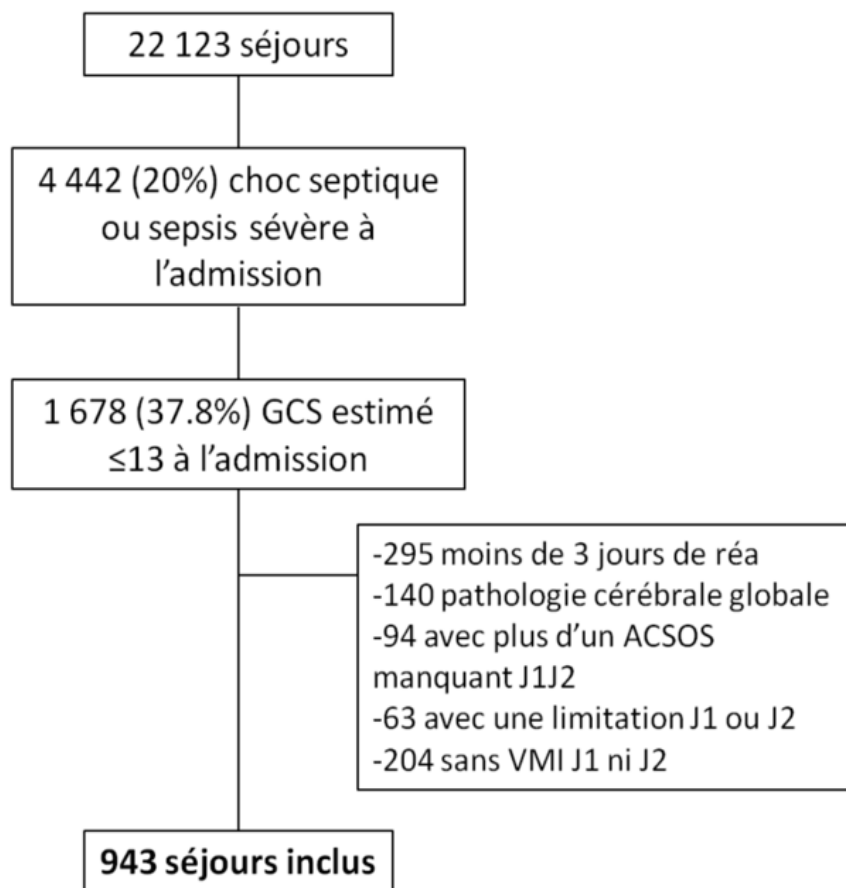 22 123 séjours
4 442 (20%) choc septique
ou sepsis sévère à
l’admission
1 678 (37.8%) GCS estimé
≤13 à l’admission
-295 moins de 3 jours de réa
-140 pathologie cérébrale globale
-94 avec plus d’un ACSOS
manquant J1J2
-63 avec une limitation J1 ou J2
-204 sans VMI J1 ni J2
943 séjours inclus